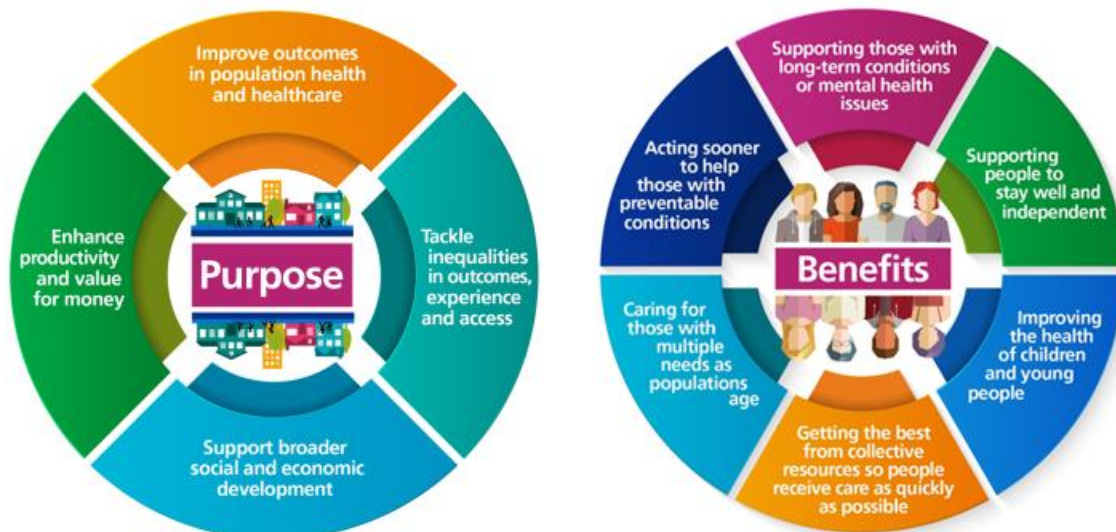 Improve outcomes
in population health
and healthcare
Tackle
inequalities
in outcomes,
experience
and access
Support broader
social and economic
development
Enhance
productivity
and value
for money
Purpose
Supporting those with
long-term conditions
or mental health
issues
Supporting
people to
stay well and
independent
Improving
the health
of children
and young
people
Getting the best
from collective
resources so people
receive care as quickly
as possible
Caring for
those with
multiple
needs as
populations
age
Acting sooner
to help
those with
preventable
conditions
Benefits